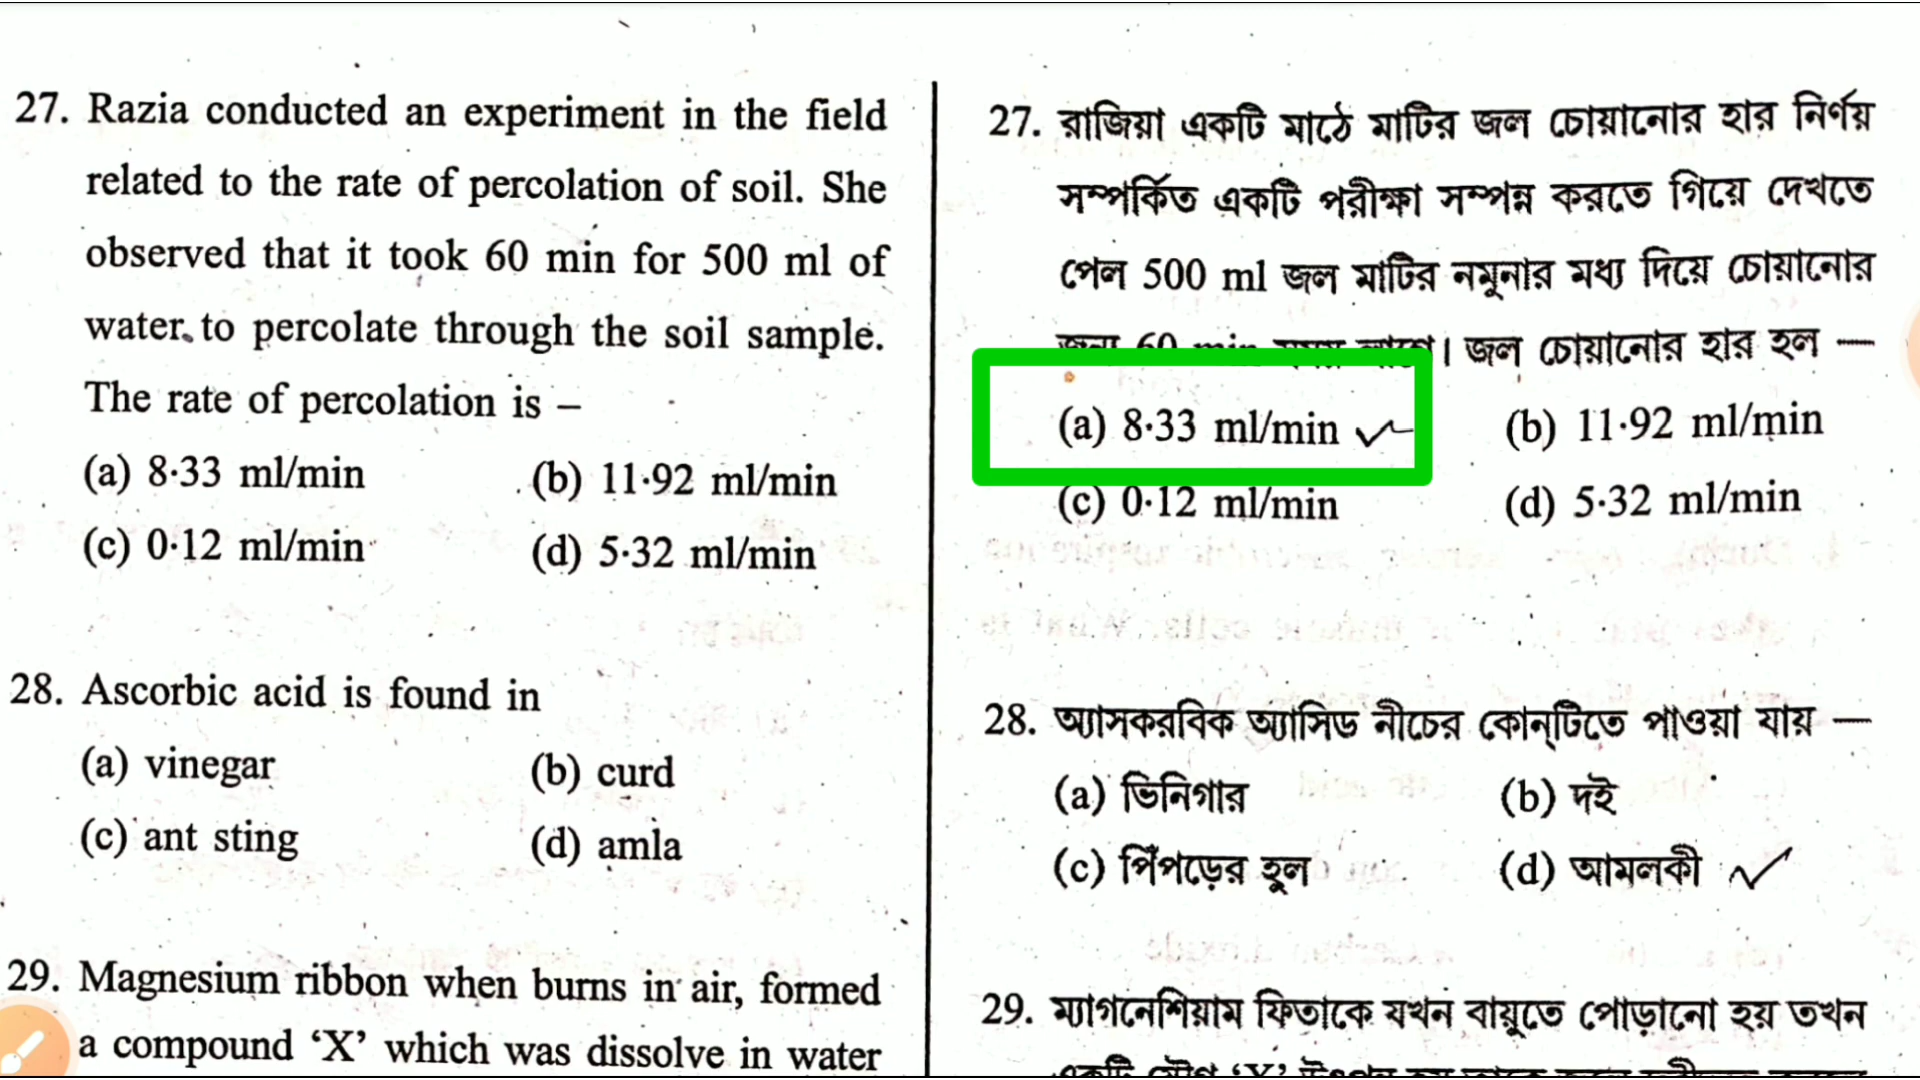 27. Razia conducted an experiment in the field
related to the rate of percolation of soil. She
observed that it took 60 min for 500 ml of
water to percolate through the soil sample.
The rate of percolation is –
(a) 8·33 ml/min (b) 11·92 ml/min
(c) 0·12 ml/min (d) 5·32 ml/min
28. Ascorbic acid is found in
(a) vinegar (b) curd
(c) ant sting (d) amla
29. Magnesium ribbon when burns in air, formed
a compound ‘X’ which was dissolve in water
27. রাজিয়া একটি মাঠে মাটির জল চোয়ানোর হার নির্ণয়
সম্পর্কিত একটি পরীক্ষা সম্পন্ন করতে গিয়ে দেখতে
পেল 500 ml জল মাটির নমুনার মধ্য দিয়ে চোয়ানোর
জন্য 60 min সময় লাগে। জল চোয়ানোর হার হল —
(a) 8·33 ml/min (b) 11·92 ml/min
(c) 0·12 ml/min (d) 5·32 ml/min
28. অ্যাসকরবিক অ্যাসিড নীচের কোন্‌টিতে পাওয়া যায় —
(a) ভিনিগার (b) দই
(c) পিঁপড়ের হুল (d) আমলকী
29. ম্যাগনেশিয়াম ফিতাকে যখন বায়ুতে পোড়ানো হয় তখন
একটি যৌগ ‘X’